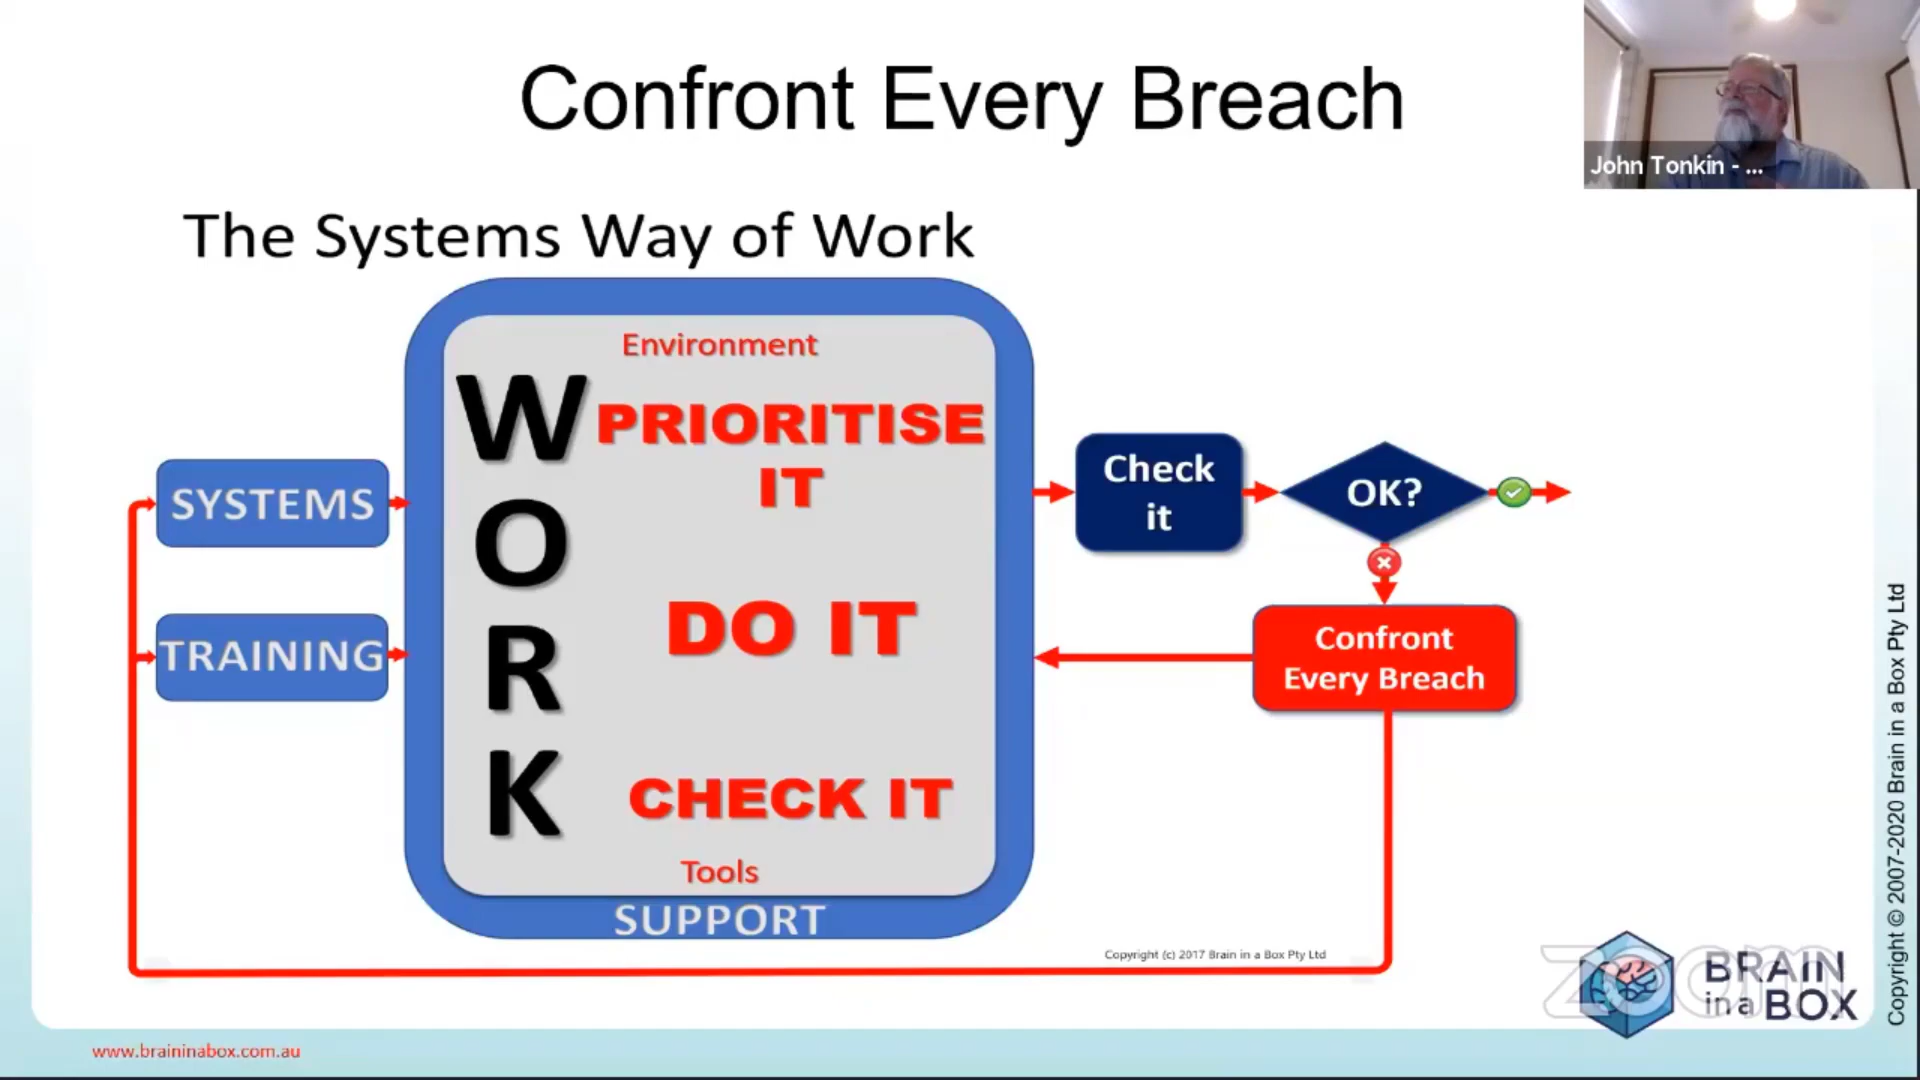 Confront Every Breach
John Tonkin - ...
The Systems Way of Work
Environment
WORK
PRIORITISE
IT
DO IT
CHECK IT
Tools
SUPPORT
SYSTEMS
TRAINING
Check
it
OK?
Confront
Every Breach
Copyright (c) 2017 Brain in a Box Pty Ltd
Copyright © 2007-2020 Brain in a Box Pty Ltd
zoom
BRAIN
in a BOX
www.braininabox.com.au